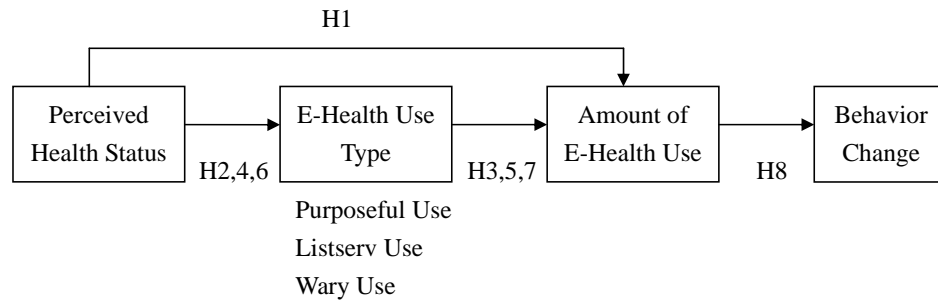 H1
Perceived
Health Status
H2,4,6
E-Health Use
Type
Purposeful Use
Listserv Use
Wary Use
H3,5,7
Amount of
E-Health Use
H8
Behavior
Change